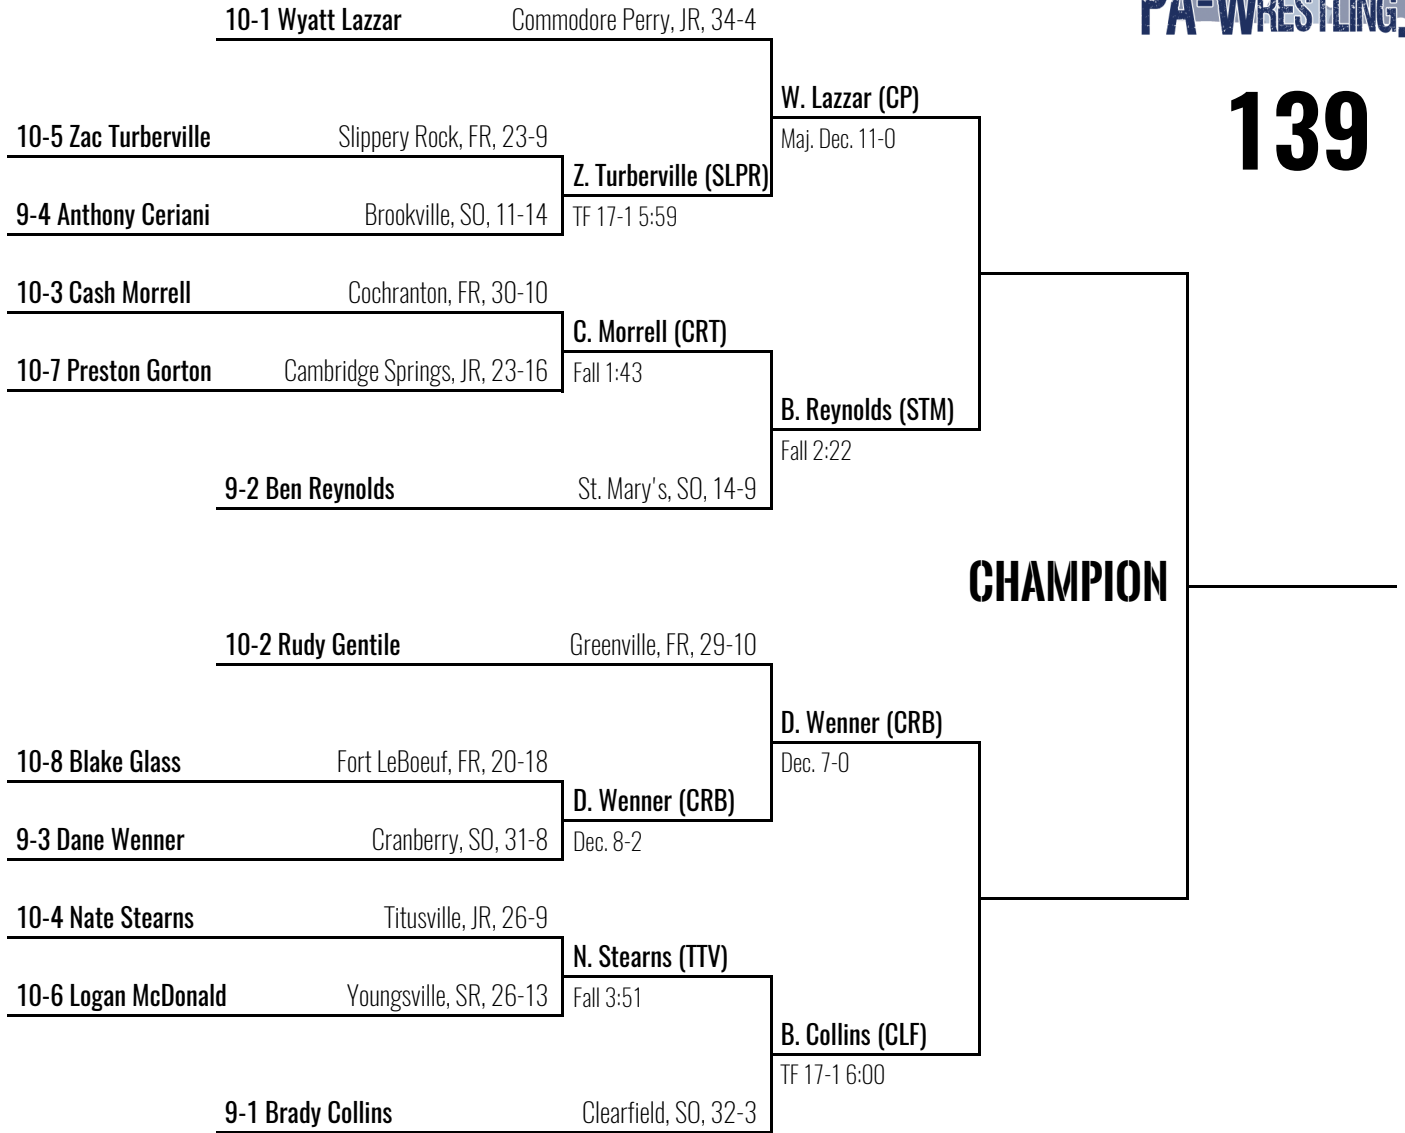 PA-WRESTLING.
139
10-1 Wyatt Lazzar Commodore Perry, JR, 34-4
W. Lazzar (CP)
Maj. Dec. 11-0
10-5 Zac Turberville Slippery Rock, FR, 23-9
Z. Turberville (SLPR)
TF 17-1 5:59
9-4 Anthony Ceriani Brookville, SO, 11-14
10-3 Cash Morrell Cochranton, FR, 30-10
C. Morrell (CRT)
Fall 1:43
10-7 Preston Gorton Cambridge Springs, JR, 23-16
B. Reynolds (STM)
Fall 2:22
9-2 Ben Reynolds St. Mary's, SO, 14-9
CHAMPION
10-2 Rudy Gentile Greenville, FR, 29-10
D. Wenner (CRB)
Dec. 7-0
10-8 Blake Glass Fort LeBoeuf, FR, 20-18
D. Wenner (CRB)
Dec. 8-2
9-3 Dane Wenner Cranberry, SO, 31-8
10-4 Nate Stearns Titusville, JR, 26-9
N. Stearns (TTV)
Fall 3:51
10-6 Logan McDonald Youngsville, SR, 26-13
B. Collins (CLF)
TF 17-1 6:00
9-1 Brady Collins Clearfield, SO, 32-3